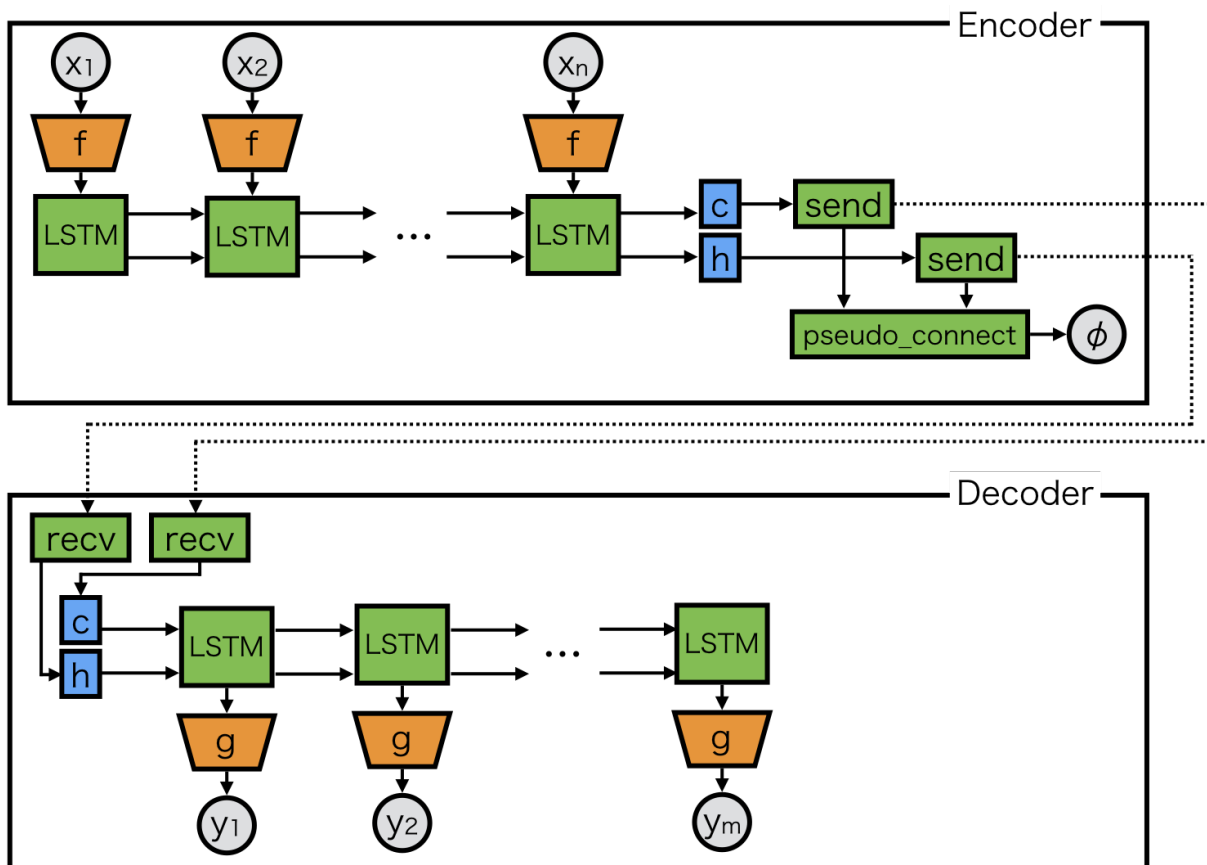 Encoder
x1 x2 xn
f f f
LSTM LSTM ... LSTM
c send
h send
pseudo_connect ϕ
Decoder
recv recv
c
h
LSTM LSTM ... LSTM
g g g
y1 y2 ym